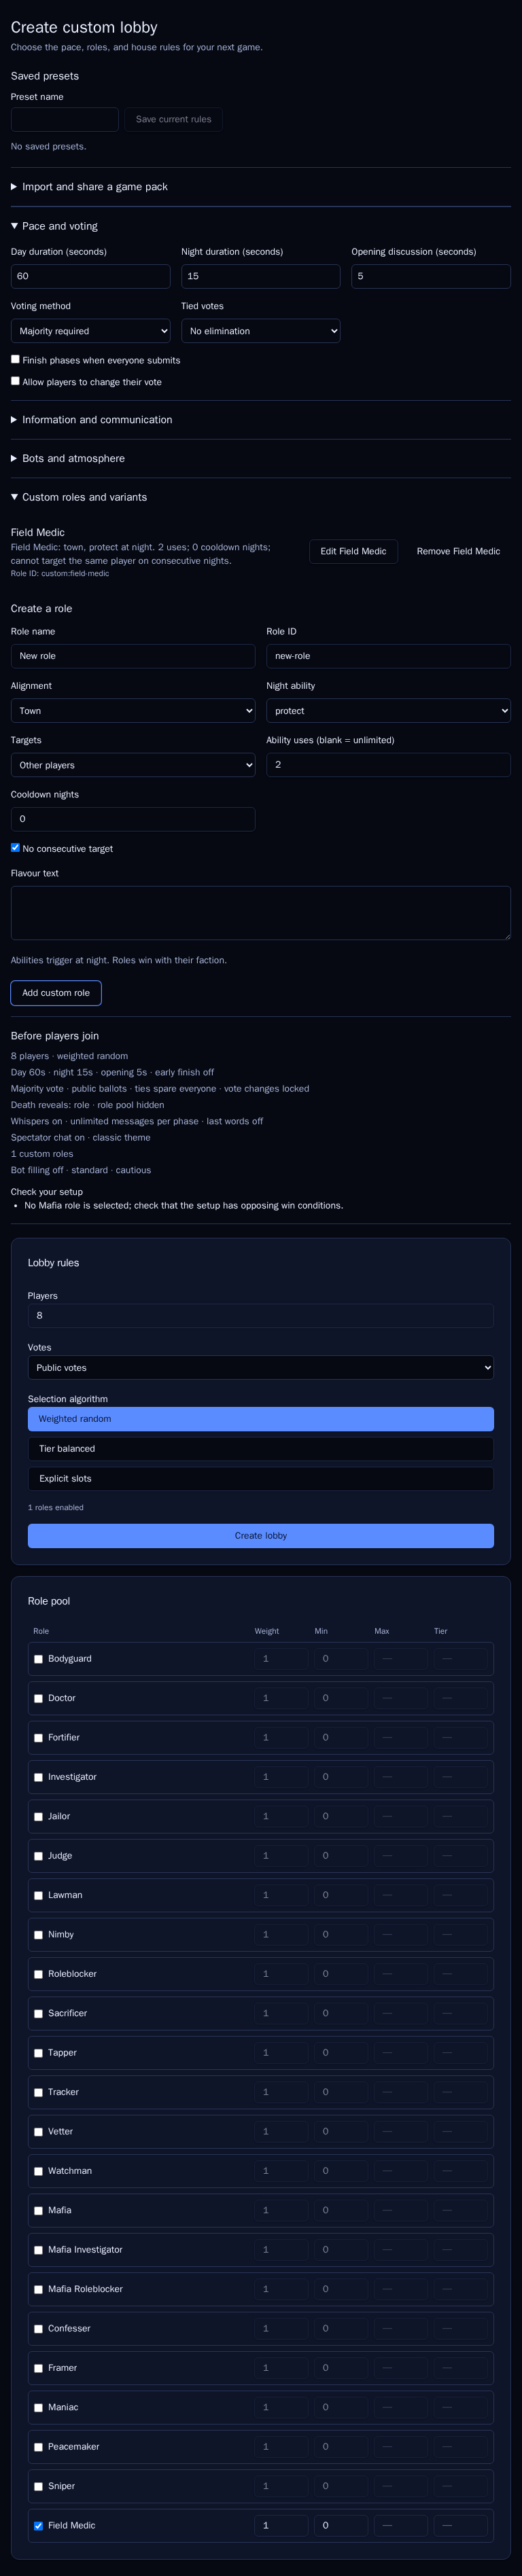 Create custom lobby
Choose the pace, roles, and house rules for your next game.
Saved presets
Preset name
Save current rules
No saved presets.
Import and share a game pack
Pace and voting
Day duration (seconds)
Night duration (seconds)
Opening discussion (seconds)
60
15
5
Voting method
Tied votes
Majority required
No elimination
Finish phases when everyone submits
Allow players to change their vote
Information and communication
Bots and atmosphere
Custom roles and variants
Field Medic
Field Medic: town, protect at night. 2 uses; 0 cooldown nights;
cannot target the same player on consecutive nights.
Role ID: custom:field-medic
Edit Field Medic
Remove Field Medic
Create a role
Role name
Role ID
New role
new-role
Alignment
Night ability
Town
protect
Targets
Ability uses (blank = unlimited)
Other players
2
Cooldown nights
0
No consecutive target
Flavour text
Abilities trigger at night. Roles win with their faction.
Add custom role
Before players join
8 players · weighted random
Day 60s · night 15s · opening 5s · early finish off
Majority vote · public ballots · ties spare everyone · vote changes locked
Death reveals: role · role pool hidden
Whispers on · unlimited messages per phase · last words off
Spectator chat on · classic theme
1 custom roles
Bot filling off · standard · cautious
Check your setup
• No Mafia role is selected; check that the setup has opposing win conditions.
Lobby rules
Players
8
Votes
Public votes
Selection algorithm
Weighted random
Tier balanced
Explicit slots
1 roles enabled
Create lobby
Role pool
Role Weight Min Max Tier
Bodyguard 1 0 — —
Doctor 1 0 — —
Fortifier 1 0 — —
Investigator 1 0 — —
Jailor 1 0 — —
Judge 1 0 — —
Lawman 1 0 — —
Nimby 1 0 — —
Roleblocker 1 0 — —
Sacrificer 1 0 — —
Tapper 1 0 — —
Tracker 1 0 — —
Vetter 1 0 — —
Watchman 1 0 — —
Mafia 1 0 — —
Mafia Investigator 1 0 — —
Mafia Roleblocker 1 0 — —
Confesser 1 0 — —
Framer 1 0 — —
Maniac 1 0 — —
Peacemaker 1 0 — —
Sniper 1 0 — —
Field Medic 1 0 — —